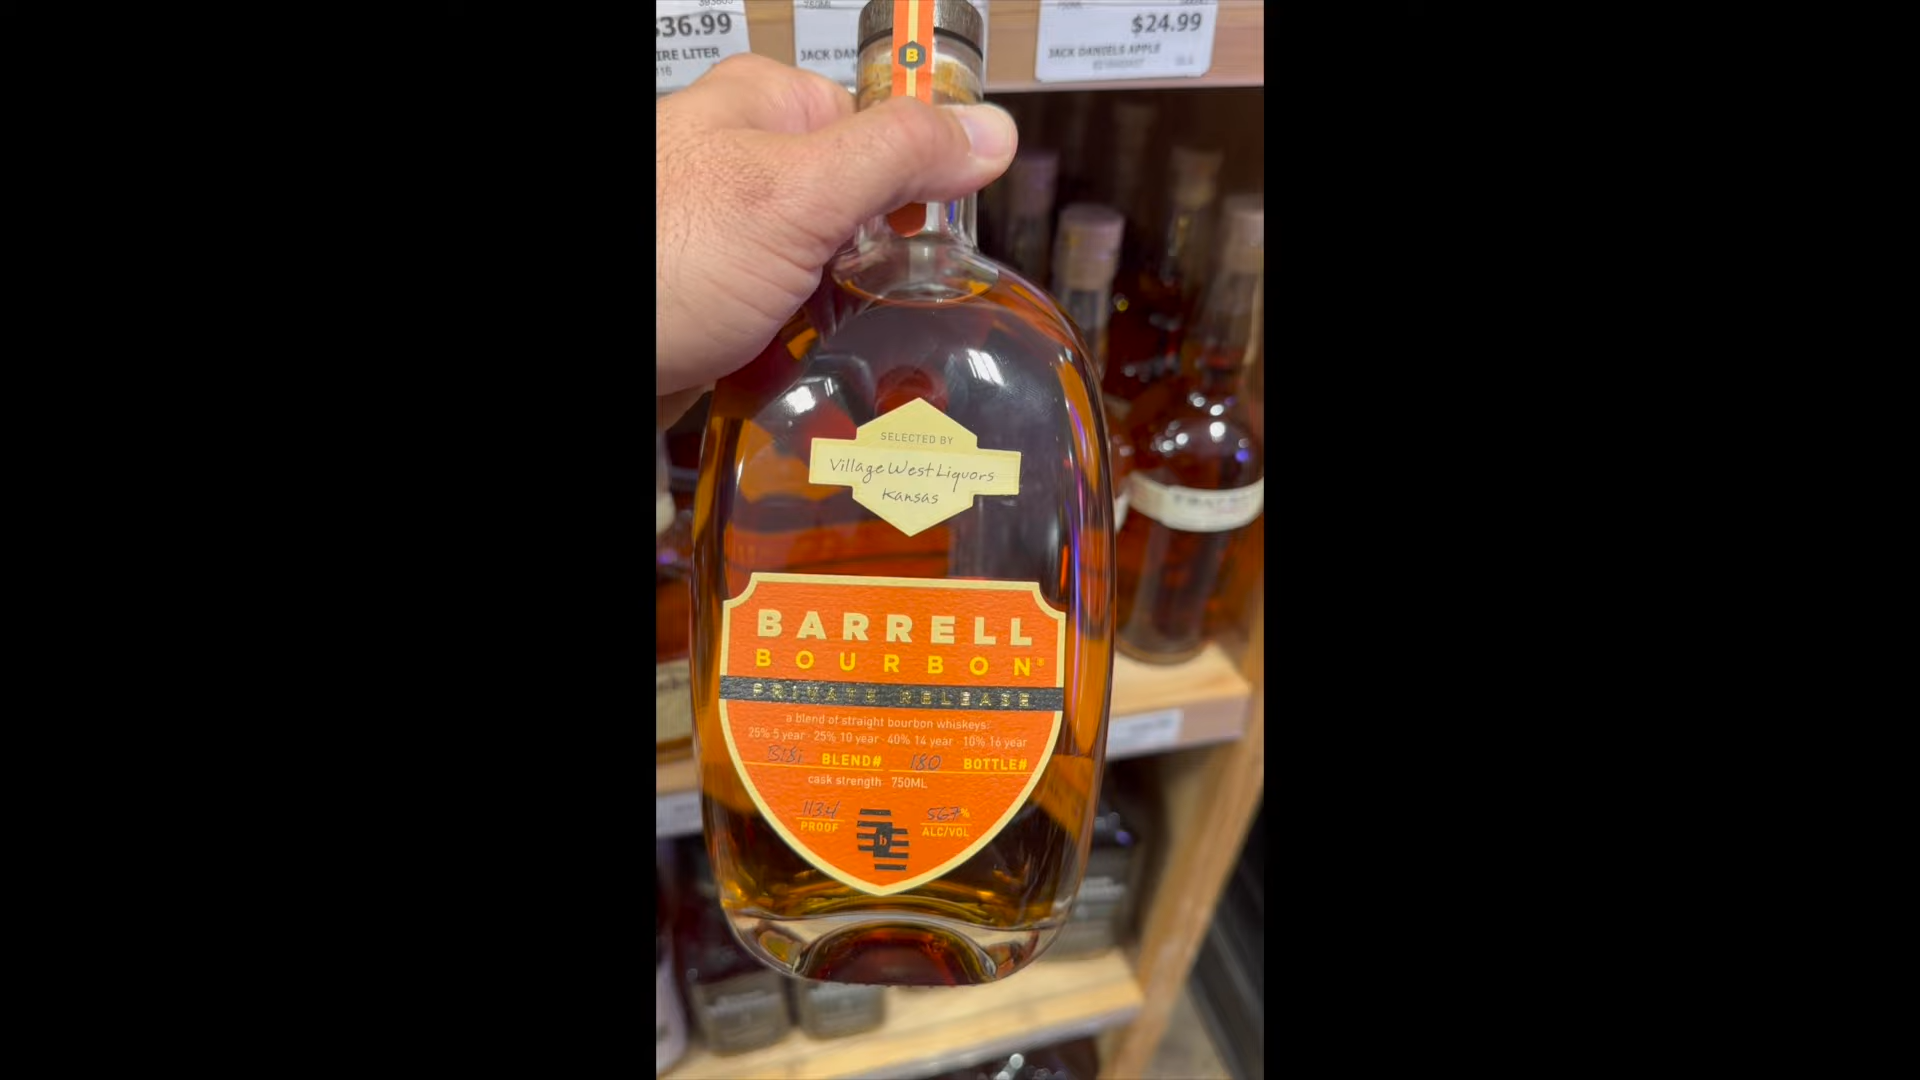 $36.99
IRE LITER
JACK DAN
$24.99
JACK DANIELS APPLE
B
SELECTED BY
Village West Liquors
Kansas
BARRELL
BOURBON®
PRIVATE RELEASE
a blend of straight bourbon whiskeys:
25% 5 year · 25% 10 year · 40% 14 year · 10% 16 year
BLEND# 180 BOTTLE#
cask strength 750ML
113.4 56.7%
PROOF ALC/VOL
b